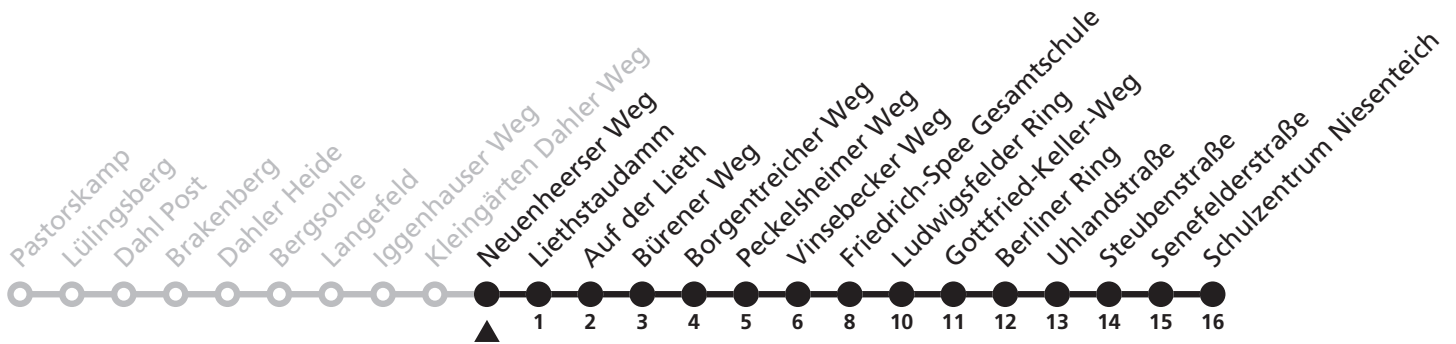 Pastorskamp
Lülingsberg
Dahl Post
Brakenberg
Dahler Heide
Bergsohle
Langefeld
Iggenhauser Weg
Kleingärten Dahler Weg
Neuenheerser Weg
Liethstaudamm
Auf der Lieth
Bürener Weg
Borgentreicher Weg
Peckelsheimer Weg
Vinsebecker Weg
Friedrich-Spee Gesamtschule
Ludwigsfelder Ring
Gottfried-Keller-Weg
Berliner Ring
Uhlandstraße
Steubenstraße
Senefelderstraße
Schulzentrum Niesenteich
1 2 3 4 5 6 8 10 11 12 13 14 15 16